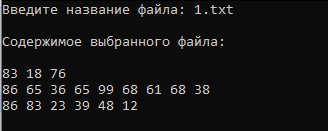 Введите название файла: 1.txt
Содержимое выбранного файла:
83 18 76
86 65 36 65 99 68 61 68 38
86 83 23 39 48 12